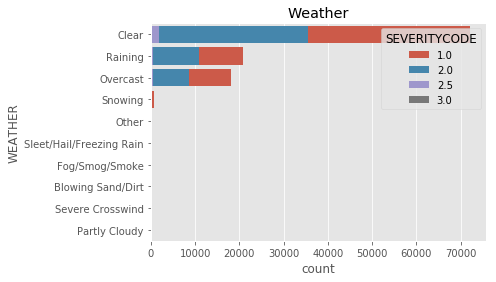 Weather
WEATHER
Clear
Raining
Overcast
Snowing
Other
Sleet/Hail/Freezing Rain
Fog/Smog/Smoke
Blowing Sand/Dirt
Severe Crosswind
Partly Cloudy
SEVERITYCODE
1.0
2.0
2.5
3.0
0 10000 20000 30000 40000 50000 60000 70000
count